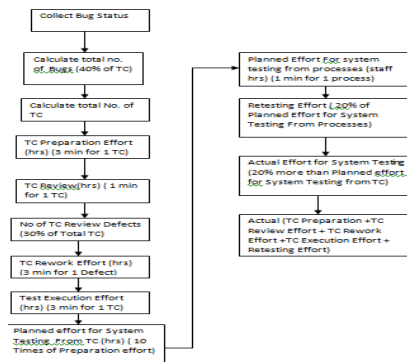 Collect Bug Status
Calculate total no.
of Bugs (40% of TC)
Calculate total No. of
TC
TC Preparation Effort
(hrs) (3 min for 1 TC)
TC Review(hrs) ( 1 min
for 1 TC)
No of TC Review Defects
(30% of Total TC)
TC Rework Effort (hrs)
(3 min for 1 Defect)
Test Execution Effort
(hrs) (3 min for 1 TC)
Planned effort for System
Testing From TC (hrs) ( 10
Times of Preparation effort)
Planned Effort For system
testing from processes (staff
hrs) (1 min for 1 process)
Retesting Effort ( 20% of
Planned Effort for System
Testing From Processes)
Actual Effort for System Testing
(20% more than Planned effort
for System Testing from TC)
Actual (TC Preparation +TC
Review Effort + TC Rework
Effort +TC Execution Effort +
Retesting Effort)